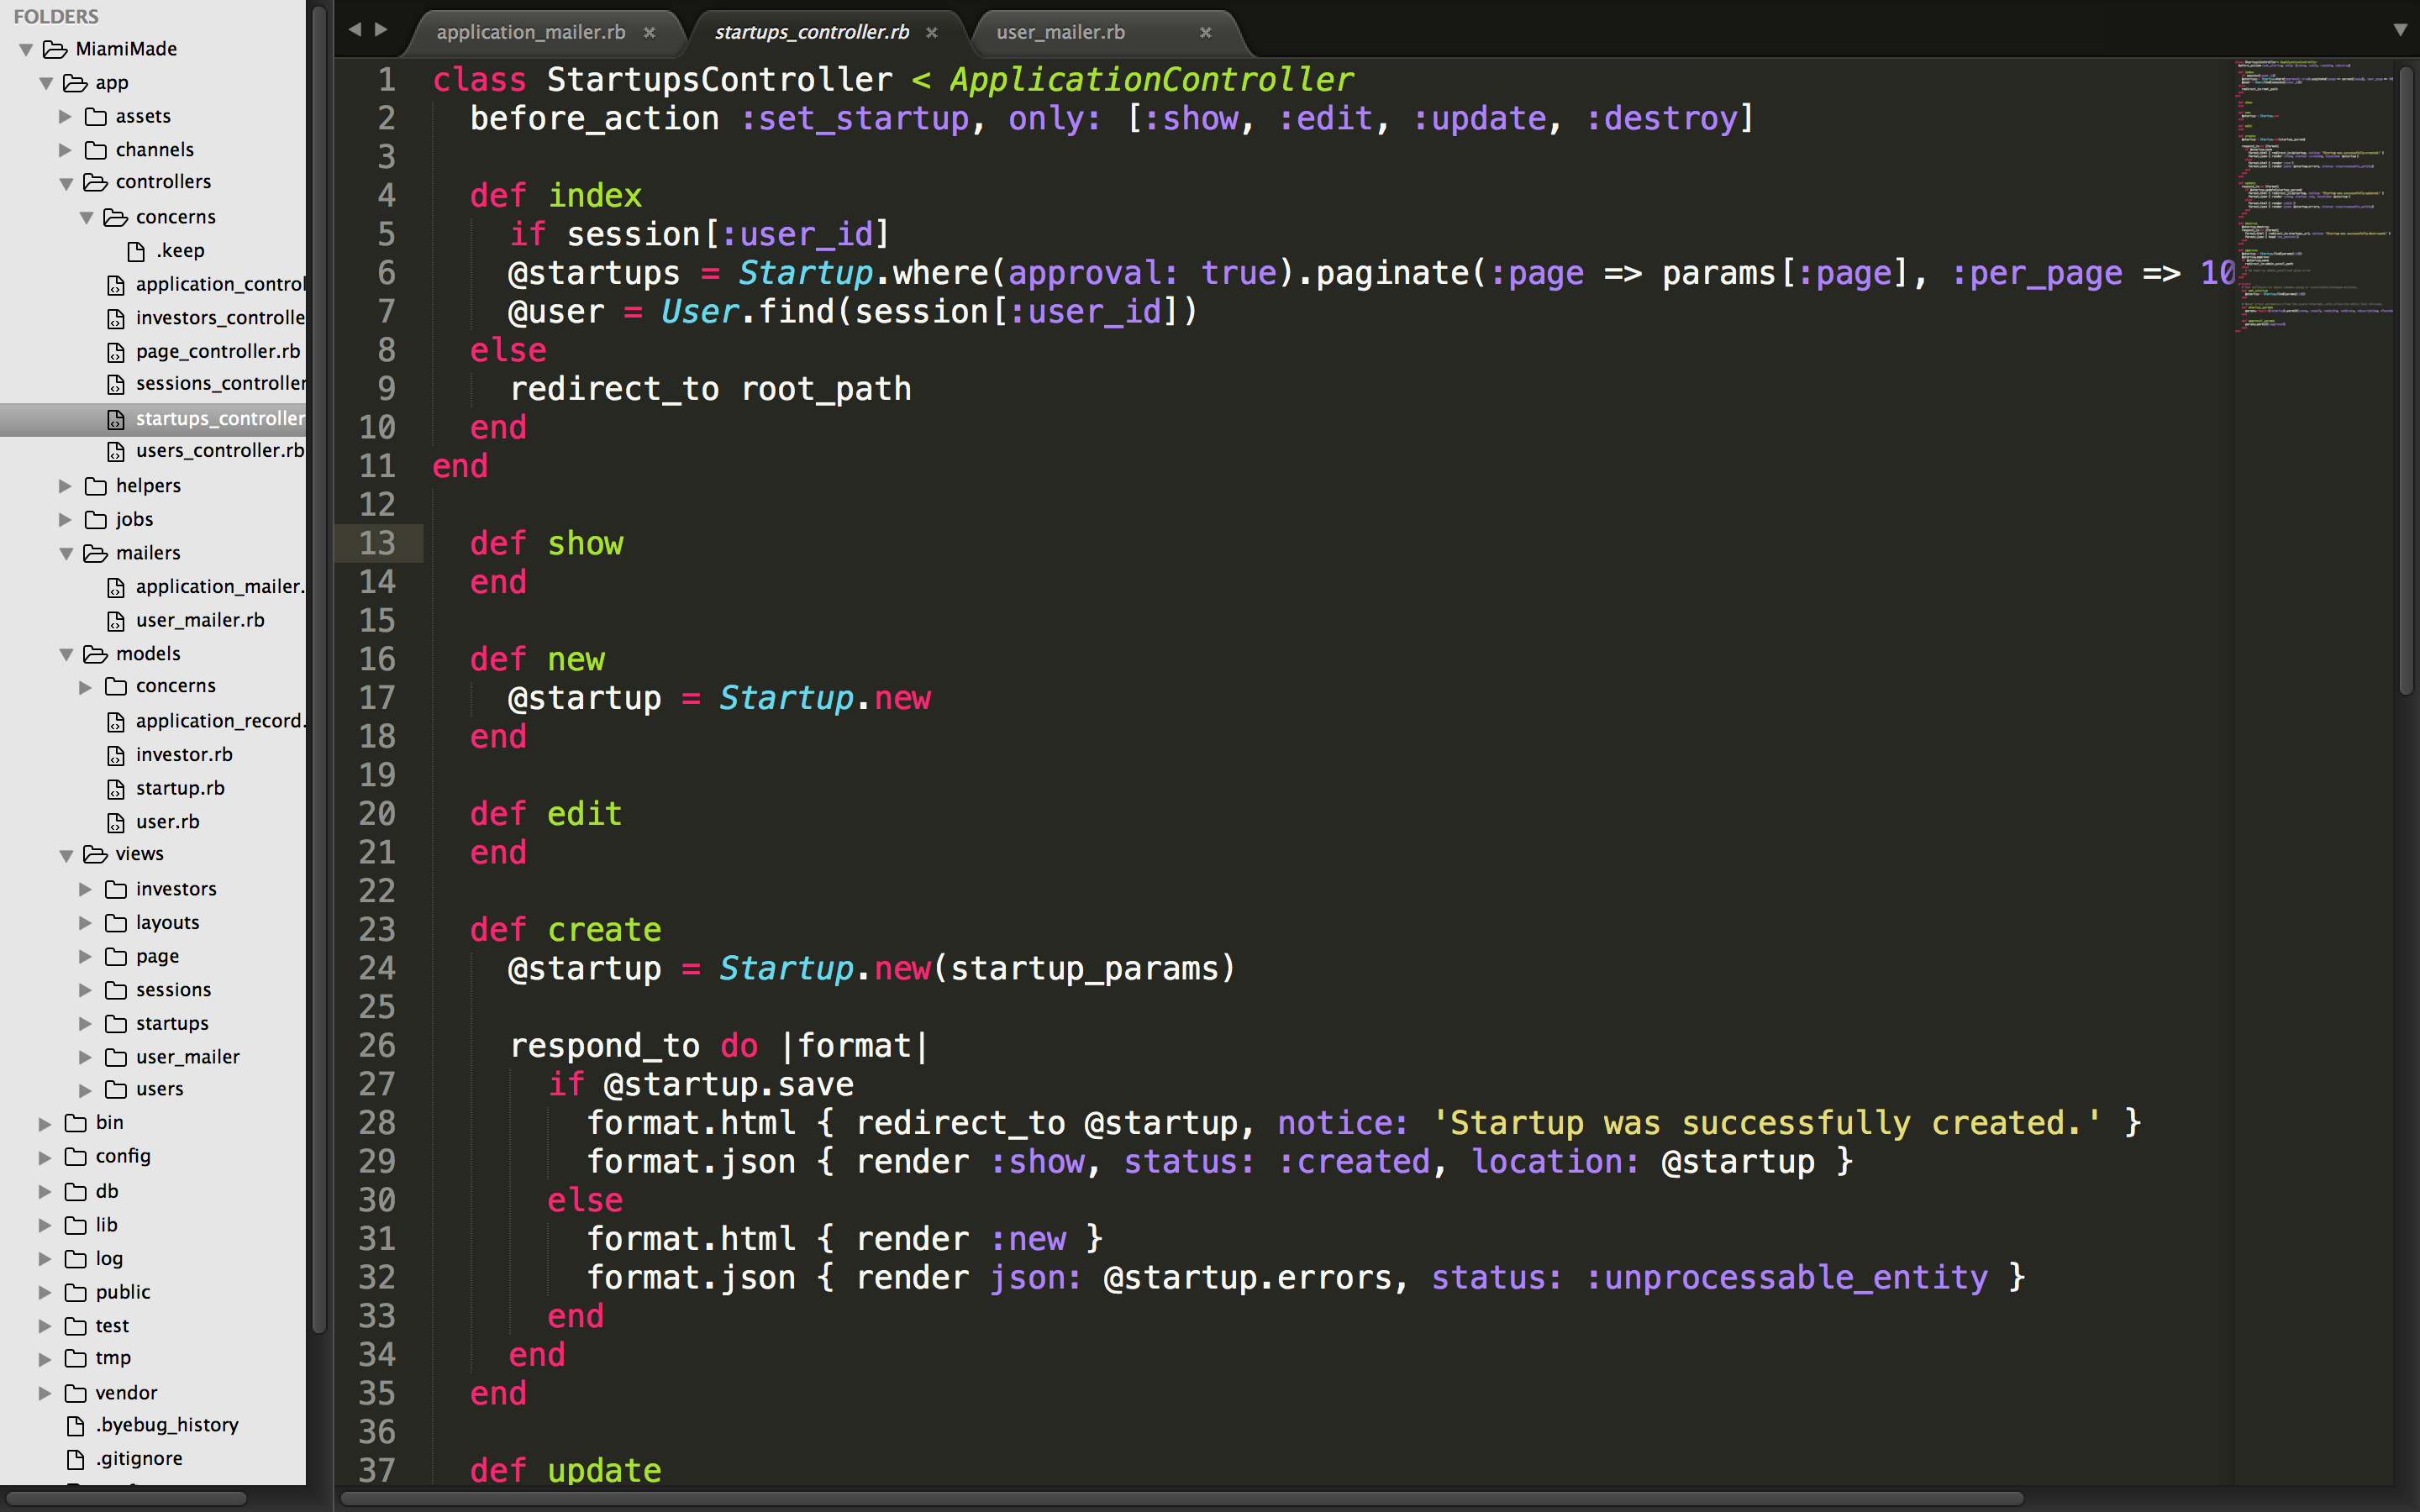 FOLDERS
MiamiMade
app
assets
channels
controllers
concerns
.keep
application_control
investors_controlle
page_controller.rb
sessions_controller
startups_controller
users_controller.rb
helpers
jobs
mailers
application_mailer.
user_mailer.rb
models
concerns
application_record.
investor.rb
startup.rb
user.rb
views
investors
layouts
page
sessions
startups
user_mailer
users
bin
config
db
lib
log
public
test
tmp
vendor
.byebug_history
.gitignore
application_mailer.rb × startups_controller.rb × user_mailer.rb ×
1 class StartupsController < ApplicationController
2 before_action :set_startup, only: [:show, :edit, :update, :destroy]
3
4 def index
5 if session[:user_id]
6 @startups = Startup.where(approval: true).paginate(:page => params[:page], :per_page => 10
7 @user = User.find(session[:user_id])
8 else
9 redirect_to root_path
10 end
11 end
12
13 def show
14 end
15
16 def new
17 @startup = Startup.new
18 end
19
20 def edit
21 end
22
23 def create
24 @startup = Startup.new(startup_params)
25
26 respond_to do |format|
27 if @startup.save
28 format.html { redirect_to @startup, notice: 'Startup was successfully created.' }
29 format.json { render :show, status: :created, location: @startup }
30 else
31 format.html { render :new }
32 format.json { render json: @startup.errors, status: :unprocessable_entity }
33 end
34 end
35 end
36
37 def update